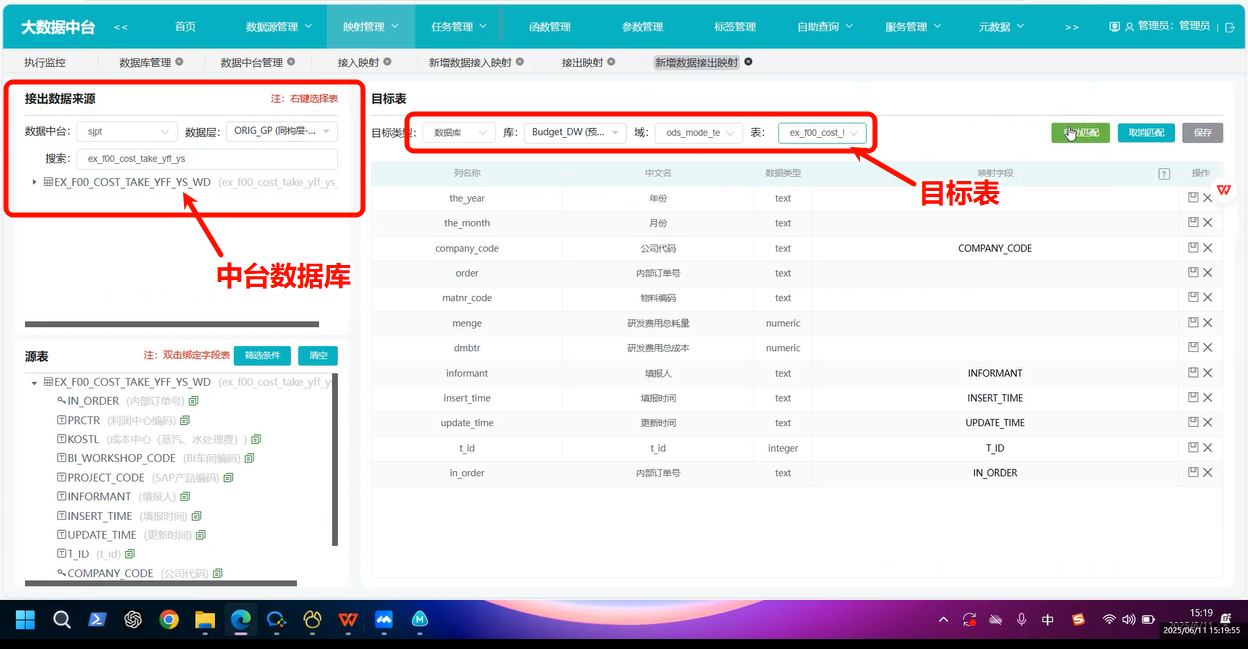 大数据中台 << 首页 数据源管理 映射管理 任务管理 函数管理 参数管理 标签管理 自助查询 服务管理 元数据 >> 管理员：管理员
执行监控 数据库管理 数据中台管理 接入映射 新增数据接入映射 接出映射 新增数据接出映射
接出数据来源 注：右键选择表
数据中台： sjpt 数据层： ORIG_GP (同构层-...
搜索： ex_f00_cost_take_yff_ys
EX_F00_COST_TAKE_YFF_YS_WD (ex_f00_cost_take_yff_ys_
中台数据库
源表 注：双击绑定字段表 筛选条件 清空
EX_F00_COST_TAKE_YFF_YS_WD (ex_f00_cost_take_yff_ys
IN_ORDER (内部订单号)
PRCTR (利润中心编码)
KOSTL (成本中心（蒸汽、水处理费）)
BI_WORKSHOP_CODE (BI车间编码)
PROJECT_CODE (SAP产品编码)
INFORMANT (填报人)
INSERT_TIME (填报时间)
UPDATE_TIME (更新时间)
T_ID (t_id)
COMPANY_CODE (公司代码)
目标表
目标类型： 数据库 库： Budget_DW (预... 域： ods_mode_te 表： ex_f00_cost_t 匹配 取消匹配 保存
目标表
列名称 中文名 数据类型 映射字段 ? 操作
the_year 年份 text
the_month 月份 text
company_code 公司代码 text COMPANY_CODE
order 内部订单号 text
matnr_code 物料编码 text
menge 研发费用总耗量 numeric
dmbtr 研发费用总成本 numeric
informant 填报人 text INFORMANT
insert_time 填报时间 text INSERT_TIME
update_time 更新时间 text UPDATE_TIME
t_id t_id integer T_ID
in_order 内部订单号 text IN_ORDER
中 15:19
2025/06/11 15:19:55